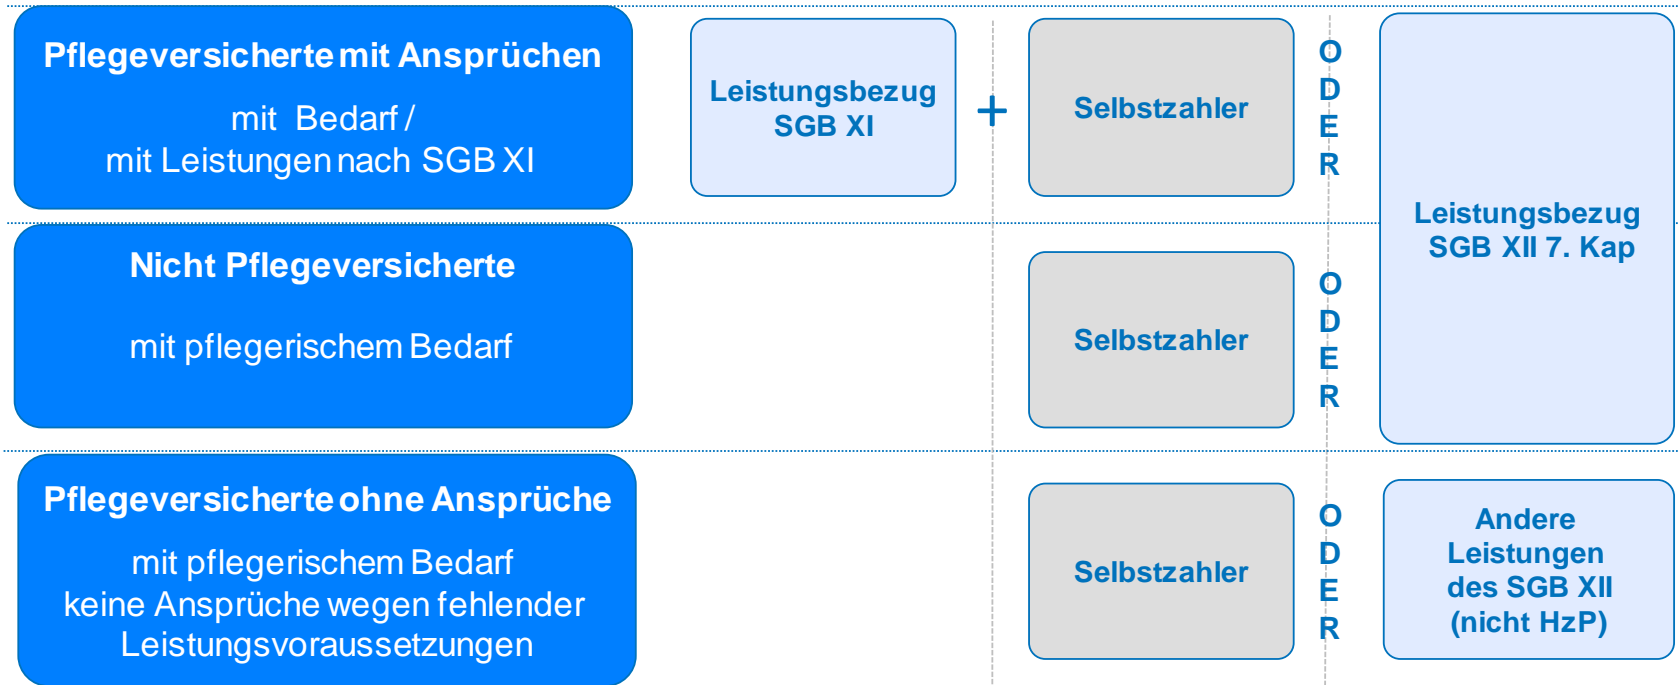 Pflegeversicherte mit Ansprüchen
mit Bedarf /
mit Leistungen nach SGB XI
Leistungsbezug
SGB XI
+
Selbstzahler
O
D
E
R
Leistungsbezug
SGB XII 7. Kap
Nicht Pflegeversicherte
mit pflegerischem Bedarf
Selbstzahler
O
D
E
R
Pflegeversicherte ohne Ansprüche
mit pflegerischem Bedarf
keine Ansprüche wegen fehlender
Leistungsvoraussetzungen
Selbstzahler
O
D
E
R
Andere
Leistungen
des SGB XII
(nicht HzP)